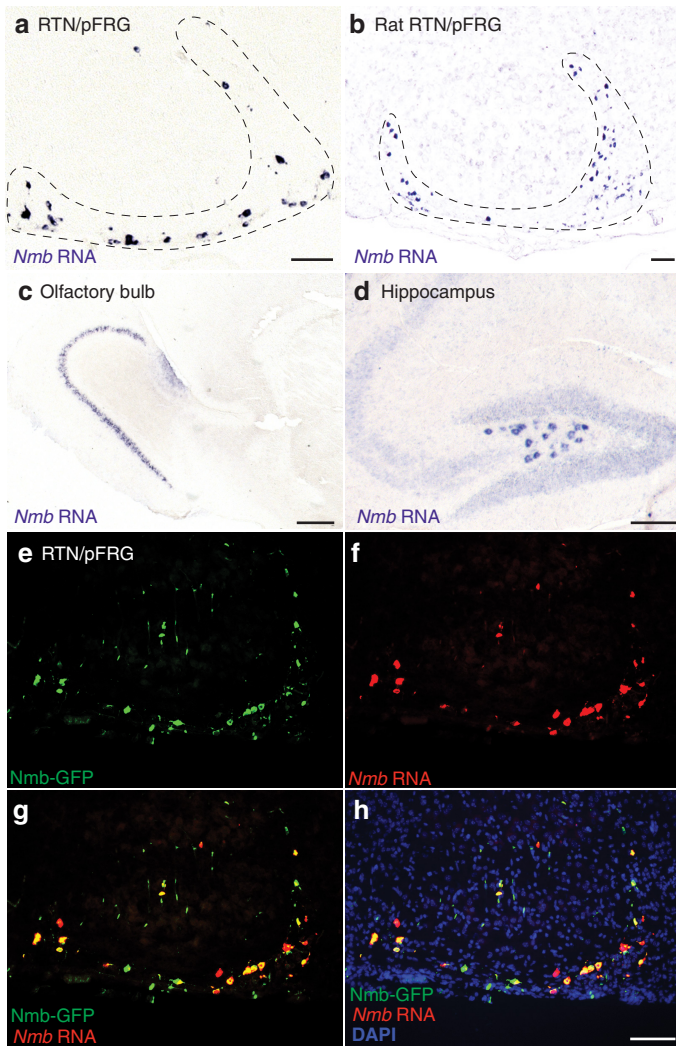 a RTN/pFRG
Nmb RNA
b Rat RTN/pFRG
Nmb RNA
c Olfactory bulb
Nmb RNA
d Hippocampus
Nmb RNA
e RTN/pFRG
Nmb-GFP
f
Nmb RNA
g
Nmb-GFP
Nmb RNA
h
Nmb-GFP
Nmb RNA
DAPI